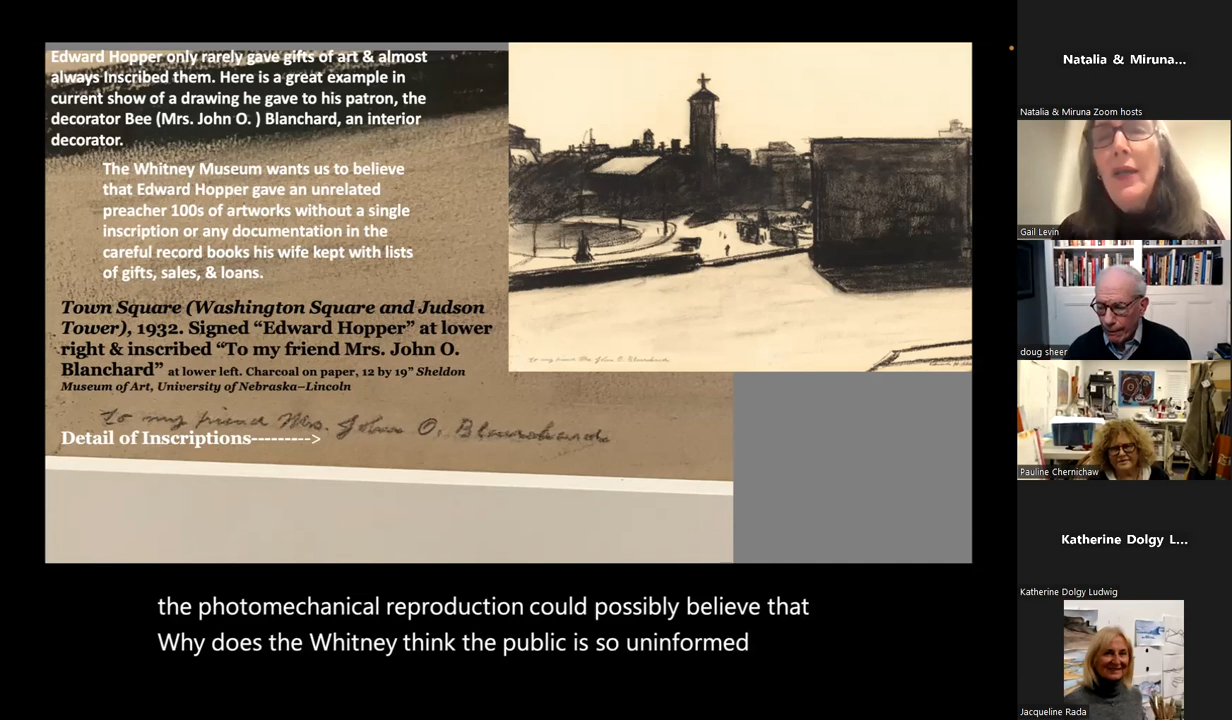 Edward Hopper only rarely gave gifts of art & almost
always Inscribed them. Here is a great example in
current show of a drawing he gave to his patron, the
decorator Bee (Mrs. John O. ) Blanchard, an interior
decorator.
The Whitney Museum wants us to believe
that Edward Hopper gave an unrelated
preacher 100s of artworks without a single
inscription or any documentation in the
careful record books his wife kept with lists
of gifts, sales, & loans.
Town Square (Washington Square and Judson
Tower), 1932. Signed “Edward Hopper” at lower
right & inscribed “To my friend Mrs. John O.
Blanchard” at lower left. Charcoal on paper, 12 by 19” Sheldon
Museum of Art, University of Nebraska–Lincoln
To my friend Mrs. John O. Blanchard
Detail of Inscriptions--------->
To my friend Mrs. John O. Blanchard
the photomechanical reproduction could possibly believe that
Why does the Whitney think the public is so uninformed
Natalia & Miruna...
Natalia & Miruna Zoom hosts
Gail Levin
doug sheer
Pauline Chernichaw
Katherine Dolgy L...
Katherine Dolgy Ludwig
Jacqueline Rada